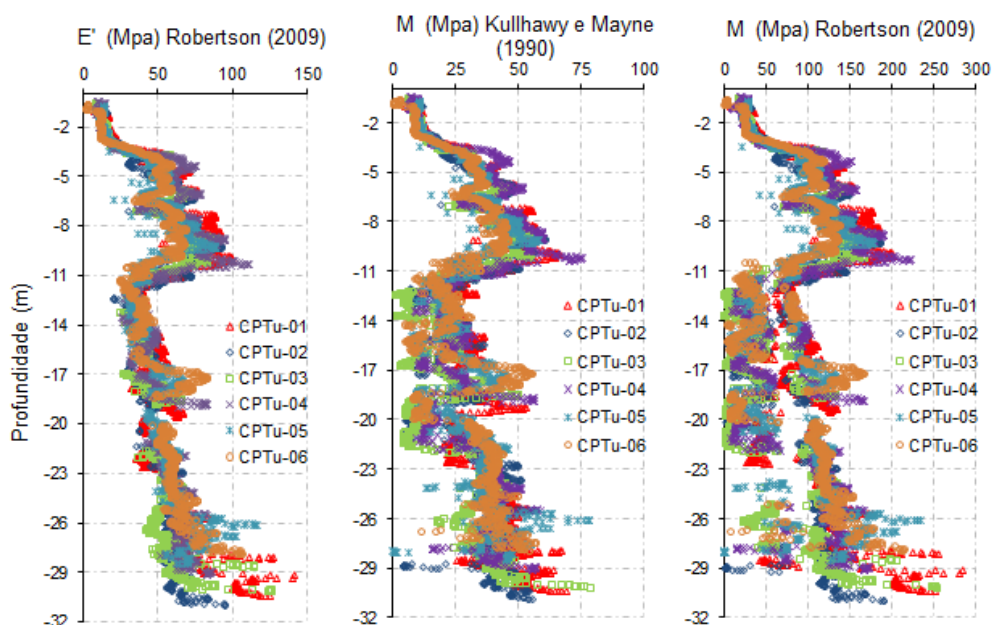 E' (Mpa) Robertson (2009)
0 50 100 150
Profundidade (m)
-2
-5
-8
-11
-14
-17
-20
-23
-26
-29
-32
CPTu-01
CPTu-02
CPTu-03
CPTu-04
CPTu-05
CPTu-06
M (Mpa) Kullhawy e Mayne
(1990)
0 25 50 75 100
-2
-5
-8
-11
-14
-17
-20
-23
-26
-29
-32
CPTu-01
CPTu-02
CPTu-03
CPTu-04
CPTu-05
CPTu-06
M (Mpa) Robertson (2009)
0 50 100 150 200 250 300
-2
-5
-8
-11
-14
-17
-20
-23
-26
-29
-32
CPTu-01
CPTu-02
CPTu-03
CPTu-04
CPTu-05
CPTu-06